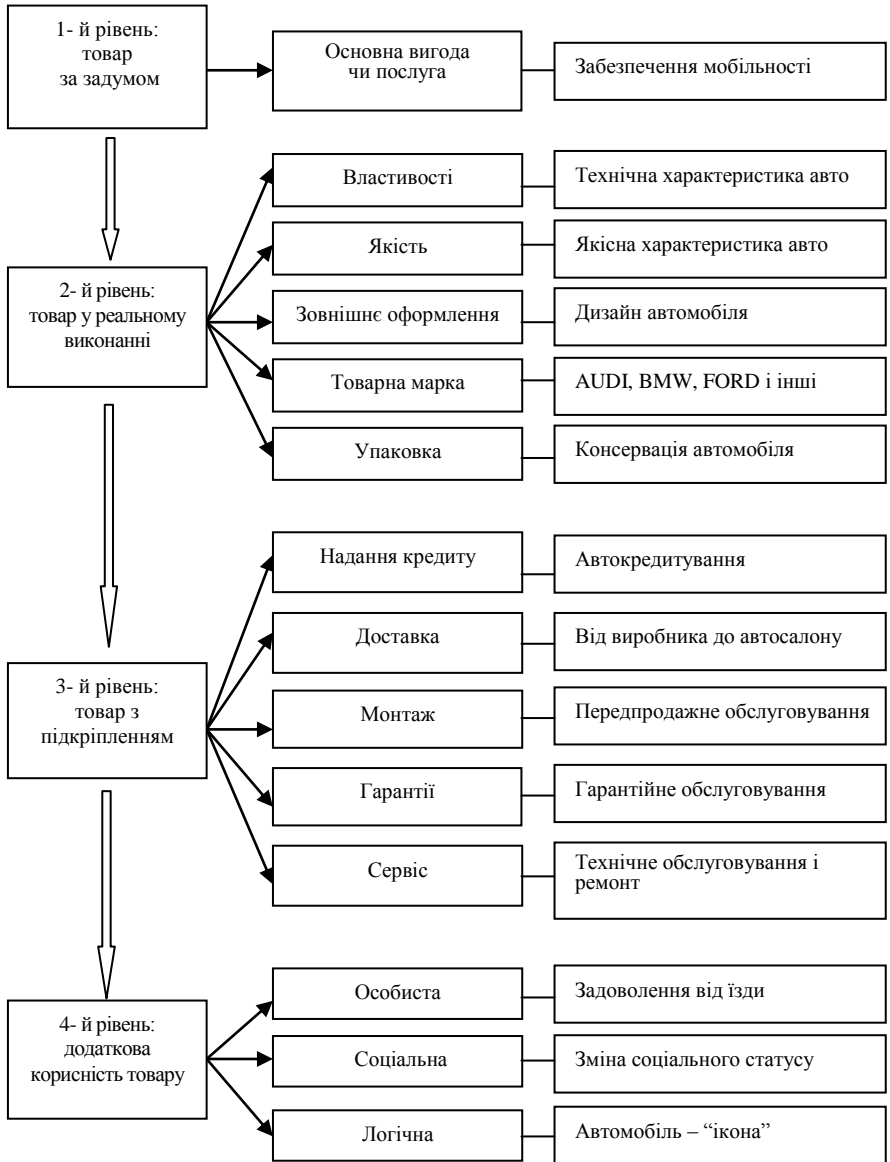 1- й рівень:
товар
за задумом
Основна вигода
чи послуга
Забезпечення мобільності
Властивості
Технічна характеристика авто
Якість
Якісна характеристика авто
2- й рівень:
товар у реальному
виконанні
Зовнішнє оформлення
Дизайн автомобіля
Товарна марка
AUDI, BMW, FORD і інші
Упаковка
Консервація автомобіля
Надання кредиту
Автокредитування
Доставка
Від виробника до автосалону
3- й рівень:
товар з
підкріпленням
Монтаж
Передпродажне обслуговування
Гарантії
Гарантійне обслуговування
Сервіс
Технічне обслуговування і
ремонт
Особиста
Задоволення від їзди
4- й рівень:
додаткова
корисність товару
Соціальна
Зміна соціального статусу
Логічна
Автомобіль – “ікона”